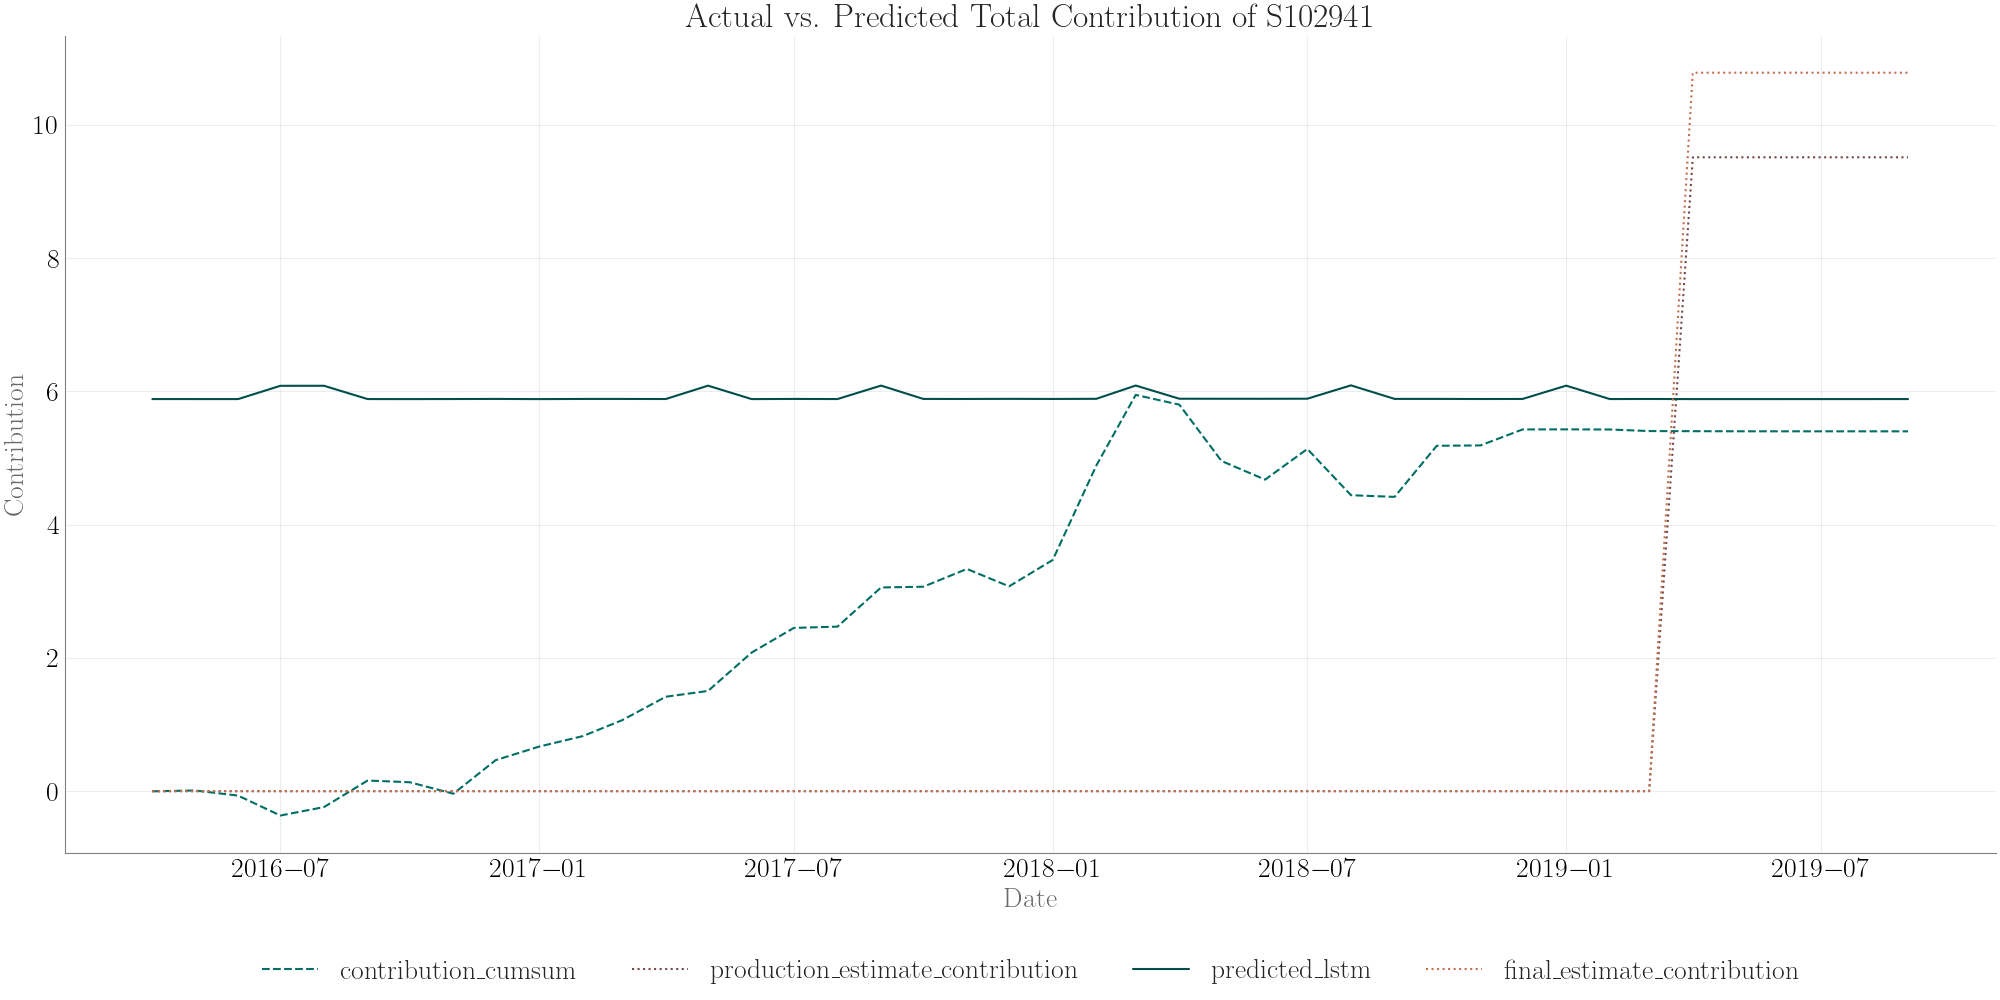 Actual vs. Predicted Total Contribution of S102941
Contribution
10
8
6
4
2
0
2016–07 2017–01 2017–07 2018–01 2018–07 2019–01 2019–07
Date
contribution_cumsum production_estimate_contribution predicted_lstm final_estimate_contribution